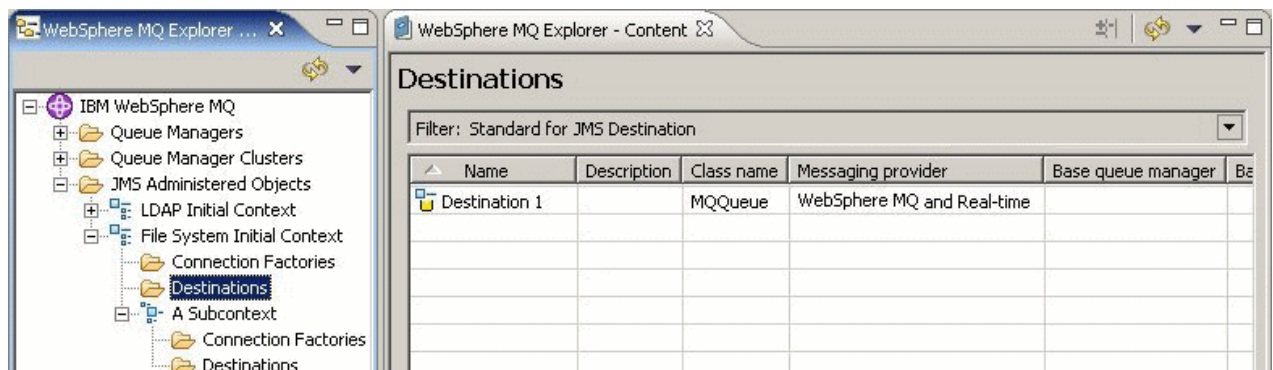 WebSphere MQ Explorer ...
IBM WebSphere MQ
Queue Managers
Queue Manager Clusters
JMS Administered Objects
LDAP Initial Context
File System Initial Context
Connection Factories
Destinations
A Subcontext
Connection Factories
Destinations
WebSphere MQ Explorer - Content
Destinations
Filter: Standard for JMS Destination
Name Description Class name Messaging provider Base queue manager Ba
Destination 1 MQQueue WebSphere MQ and Real-time